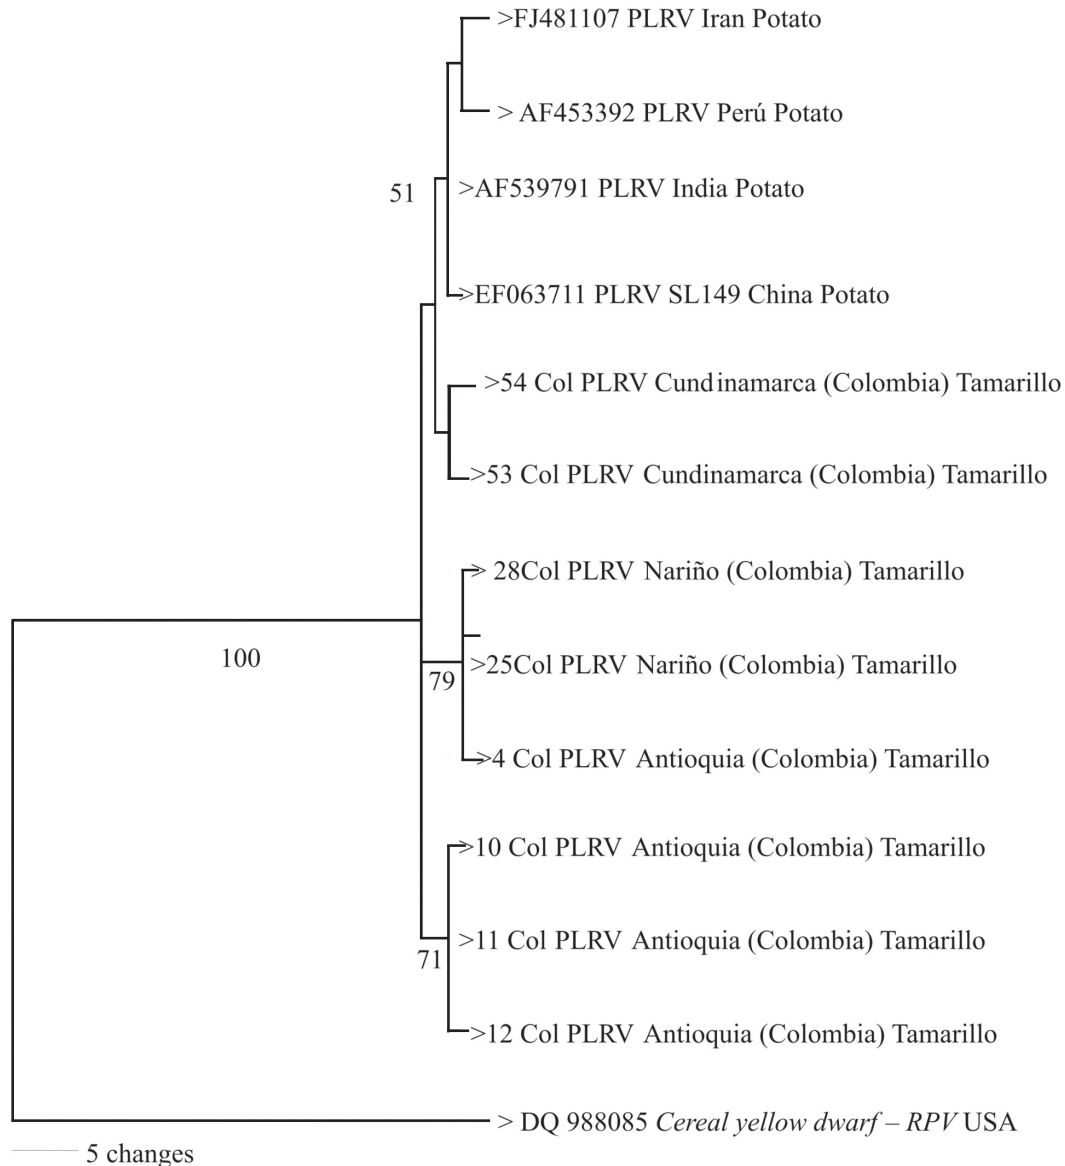 >FJ481107 PLRV Iran Potato
> AF453392 PLRV Perú Potato
51
>AF539791 PLRV India Potato
>EF063711 PLRV SL149 China Potato
>54 Col PLRV Cundinamarca (Colombia) Tamarillo
>53 Col PLRV Cundinamarca (Colombia) Tamarillo
> 28Col PLRV Nariño (Colombia) Tamarillo
100
>25Col PLRV Nariño (Colombia) Tamarillo
79
>4 Col PLRV Antioquia (Colombia) Tamarillo
>10 Col PLRV Antioquia (Colombia) Tamarillo
>11 Col PLRV Antioquia (Colombia) Tamarillo
71
>12 Col PLRV Antioquia (Colombia) Tamarillo
> DQ 988085 Cereal yellow dwarf – RPV USA
5 changes